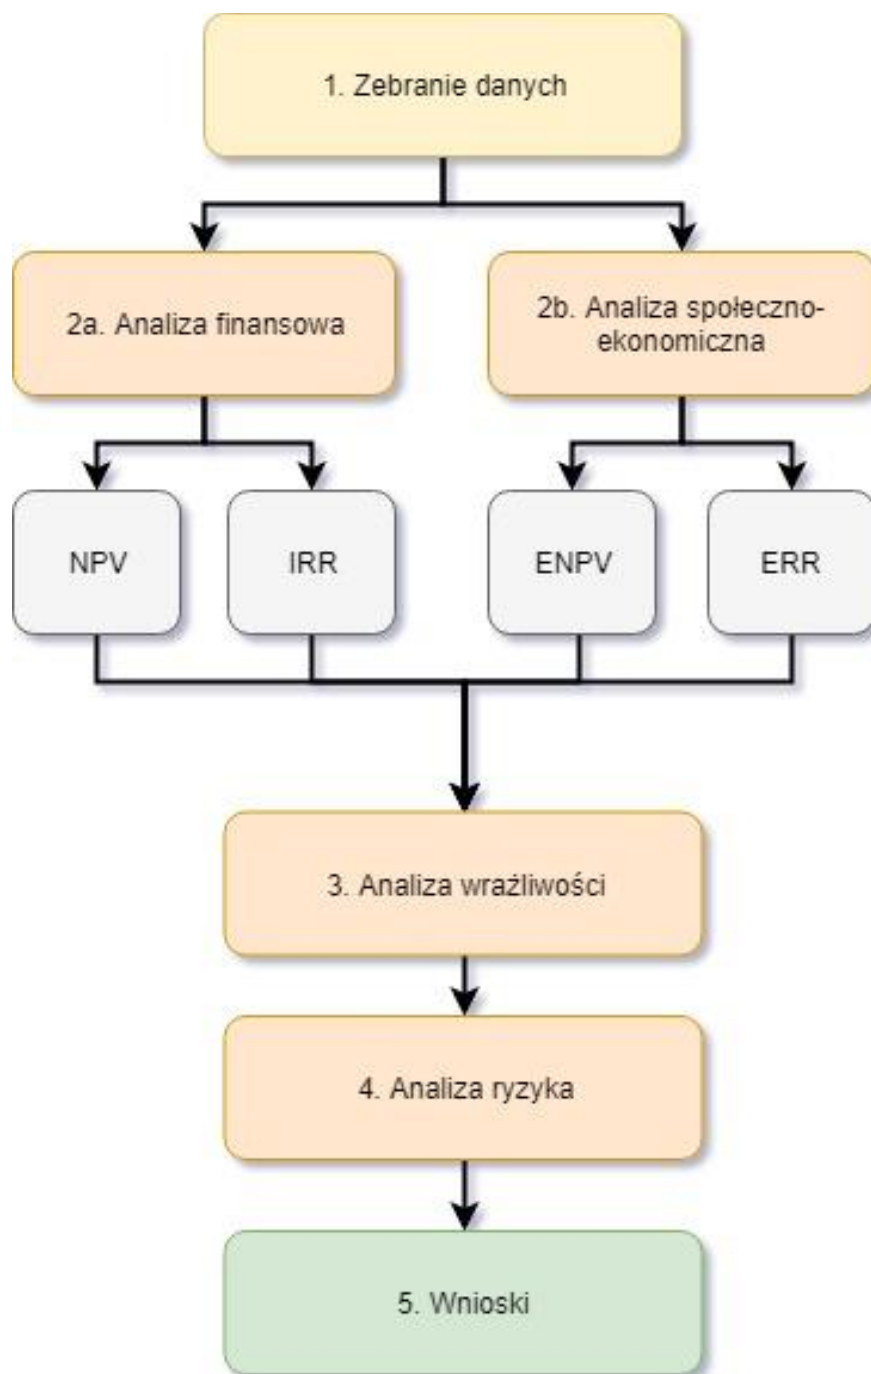 1. Zebranie danych
2a. Analiza finansowa
2b. Analiza społeczno-
ekonomiczna
NPV
IRR
ENPV
ERR
3. Analiza wrażliwości
4. Analiza ryzyka
5. Wnioski